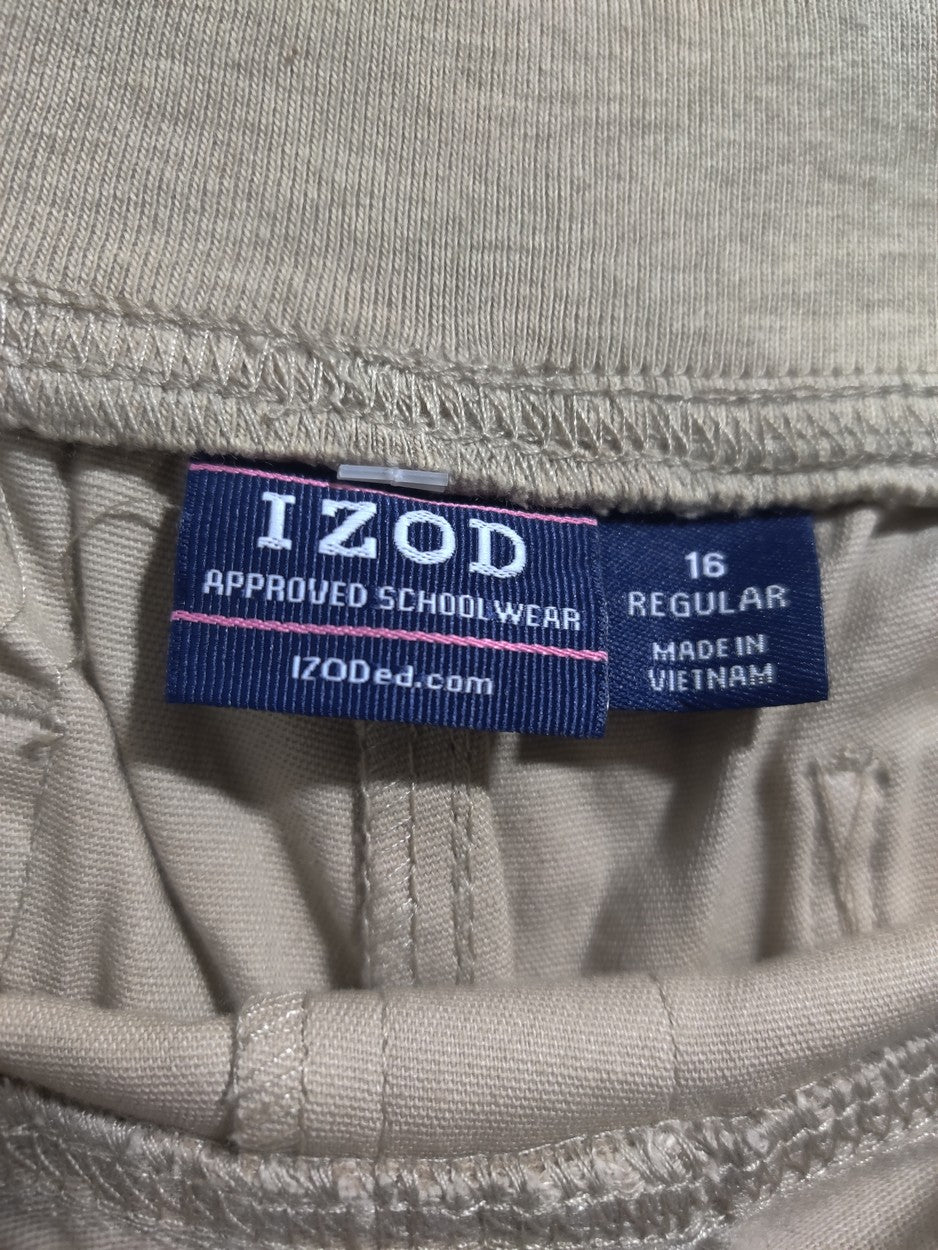 IZOD
APPROVED SCHOOLWEAR
IZODed.com
16
REGULAR
MADE IN
VIETNAM